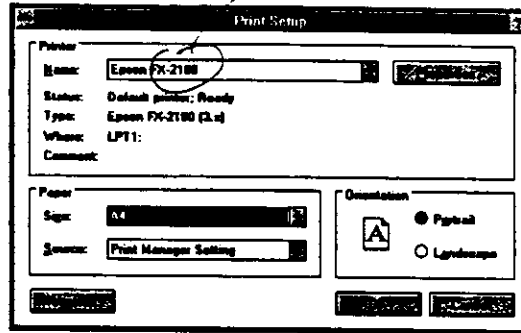 Print Setup
Printer
Name: Epson FX-2180
Properties
Status: Default printer; Ready
Type: Epson FX-2180 (3.x)
Where: LPT1:
Comment:
Paper
Size: A4
Source: Print Manager Setting
Orientation
A
Portrait
Landscape